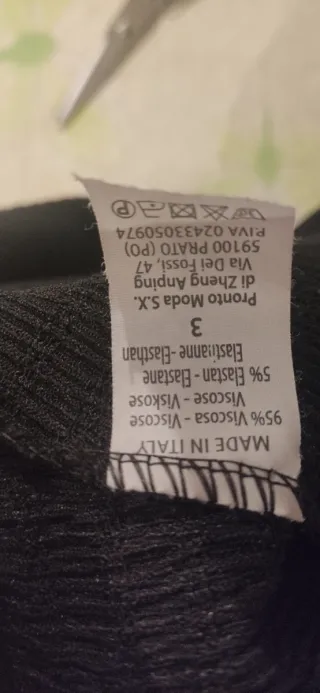 MADE IN ITALY
95% Viscosa - Viscose
Viscose - Viskose
5% Elastan - Elastane
Elasthanne - Elasthan
3
Pronto Moda S.X.
di Zheng Anping
Via Dei Fossi, 47
59100 PRATO (PO)
P.IVA 02433050974
P